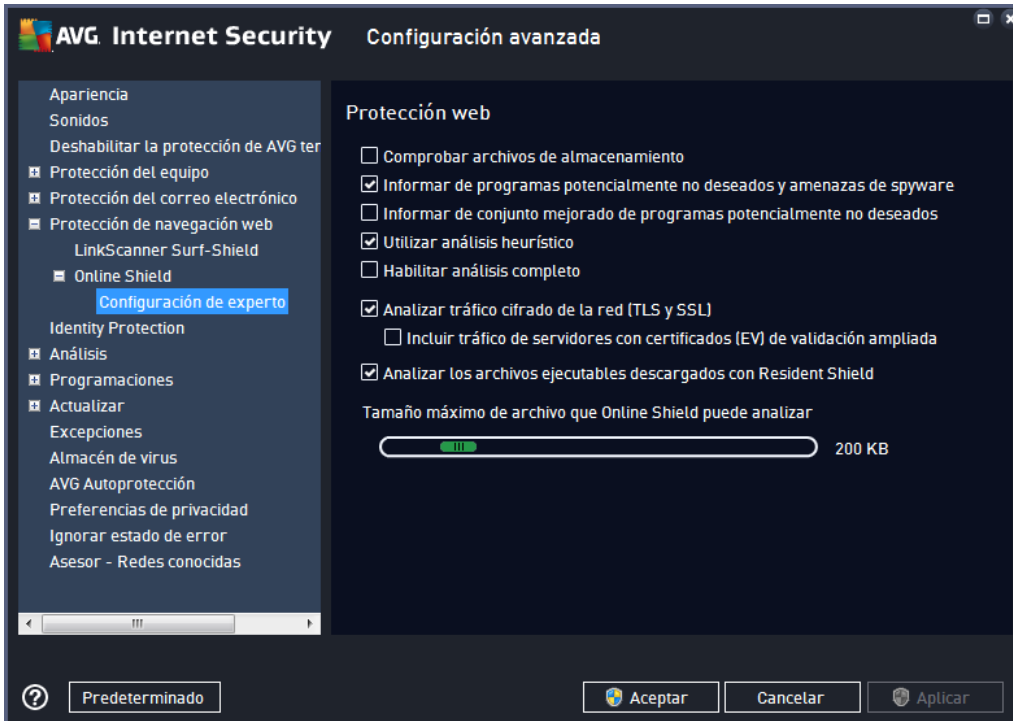 AVG. Internet Security Configuración avanzada
Apariencia
Sonidos
Deshabilitar la protección de AVG ter
Protección del equipo
Protección del correo electrónico
Protección de navegación web
LinkScanner Surf-Shield
Online Shield
Configuración de experto
Identity Protection
Análisis
Programaciones
Actualizar
Excepciones
Almacén de virus
AVG Autoprotección
Preferencias de privacidad
Ignorar estado de error
Asesor - Redes conocidas
Protección web
Comprobar archivos de almacenamiento
Informar de programas potencialmente no deseados y amenazas de spyware
Informar de conjunto mejorado de programas potencialmente no deseados
Utilizar análisis heurístico
Habilitar análisis completo
Analizar tráfico cifrado de la red (TLS y SSL)
Incluir tráfico de servidores con certificados (EV) de validación ampliada
Analizar los archivos ejecutables descargados con Resident Shield
Tamaño máximo de archivo que Online Shield puede analizar
200 KB
? Predeterminado Aceptar Cancelar Aplicar